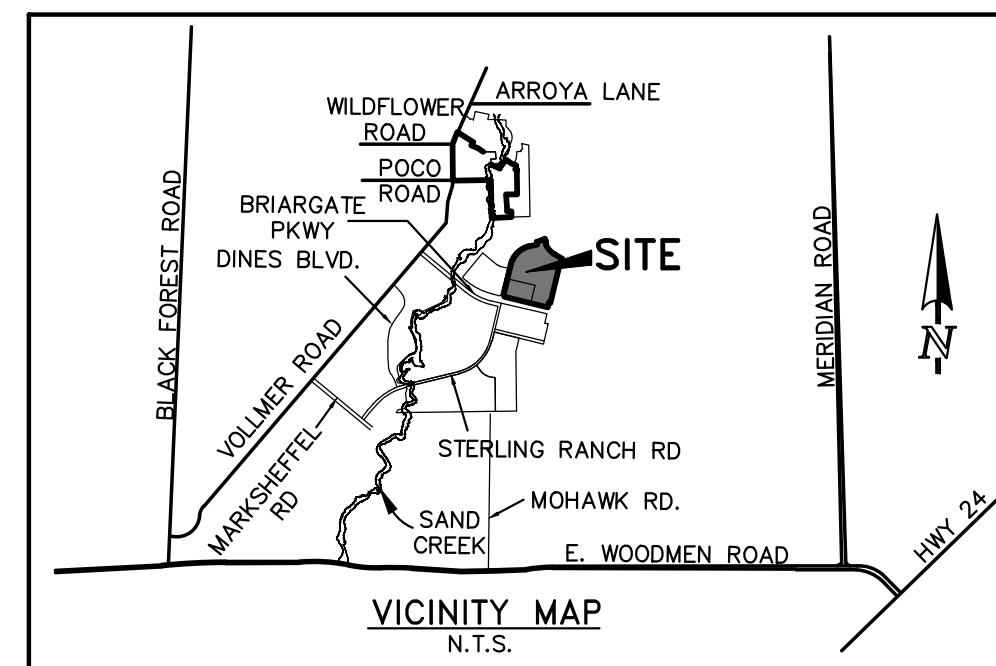 ARROYA LANE
WILDFLOWER
ROAD
POCO
ROAD
BRIARGATE
PKWY
DINES BLVD.
SITE
BLACK FOREST ROAD
MERIDIAN ROAD
N
VOLLMER ROAD
MARKSHEFFEL
RD
STERLING RANCH RD
MOHAWK RD.
SAND
CREEK
E. WOODMEN ROAD
HWY 24
VICINITY MAP
N.T.S.